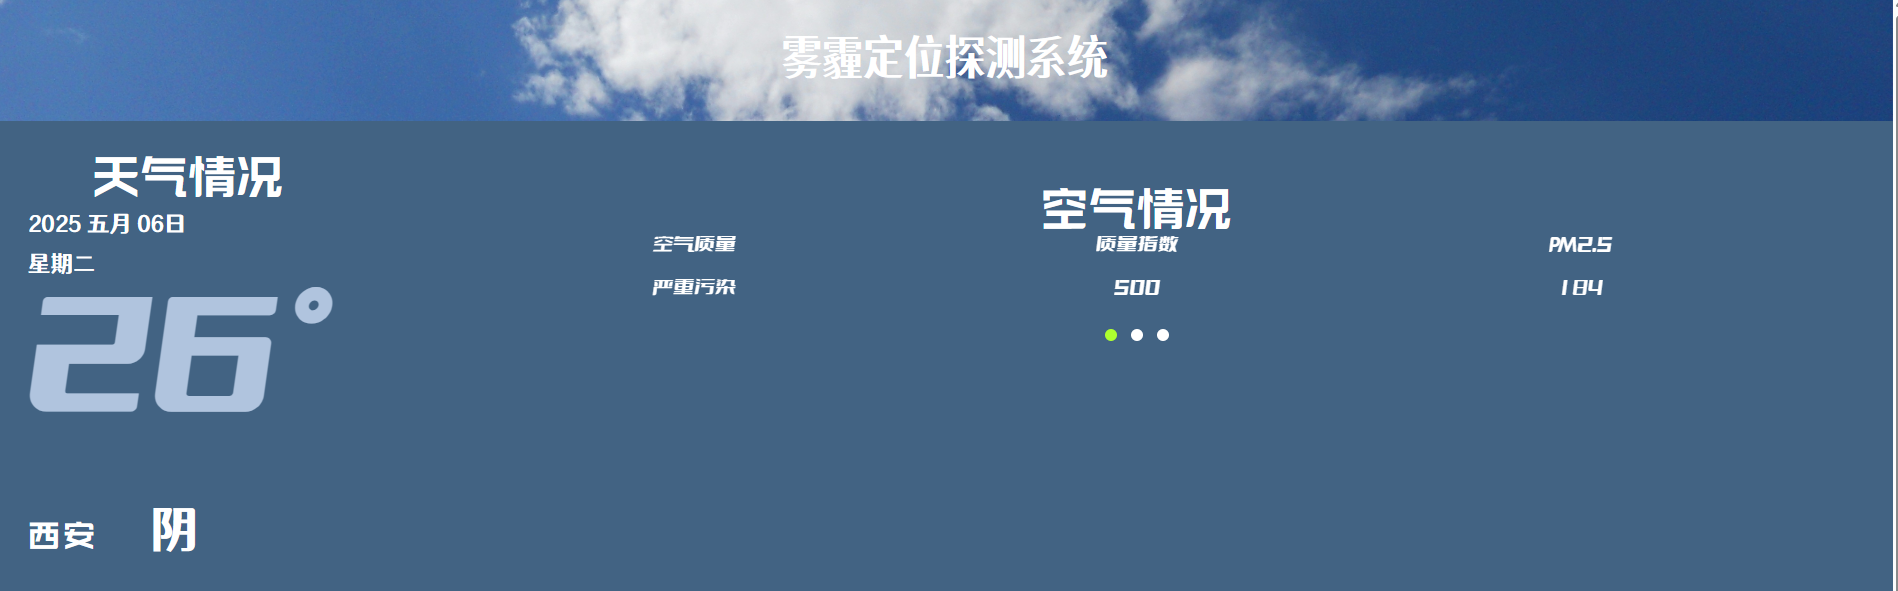 雾霾定位探测系统
天气情况
2025 五月 06日
星期二
26°
西安 阴
空气情况
空气质量 质量指数 PM2.5
严重污染 500 184